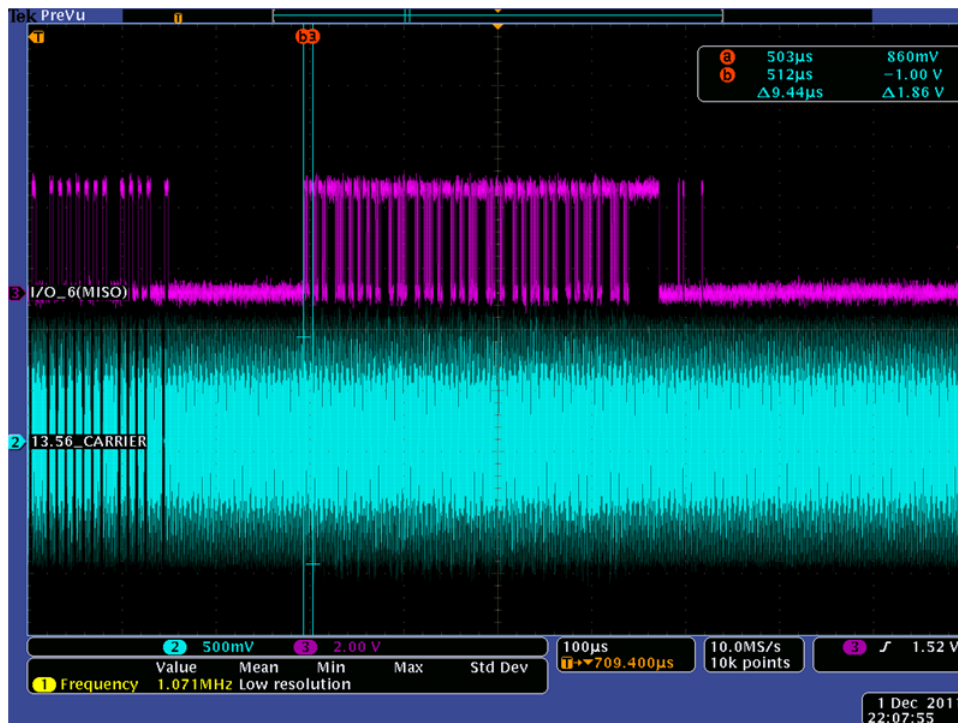 Tek PreVu
T
T
b 3
a 503μs 860mV
b 512μs −1.00 V
Δ9.44μs Δ1.86 V
3 I/O_6(MISO)
2 13.56_CARRIER
2 500mV 3 2.00 V
Value Mean Min Max Std Dev
1 Frequency 1.071MHz Low resolution
100μs
T→▾709.400μs
10.0MS/s
10k points
3 ʃ 1.52 V
1 Dec 2011
22:07:55